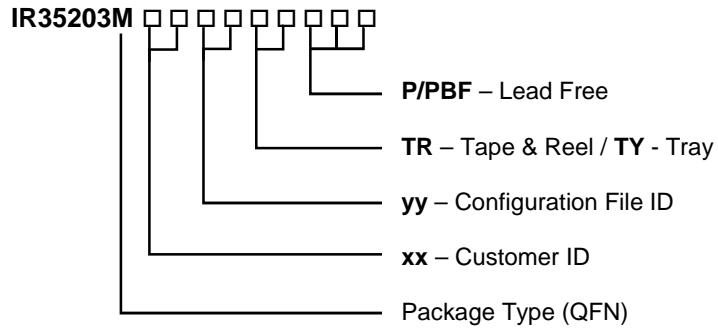 IR35203M □ □ □ □ □ □ □ □ □
P/PBF – Lead Free
TR – Tape & Reel / TY - Tray
yy – Configuration File ID
xx – Customer ID
Package Type (QFN)